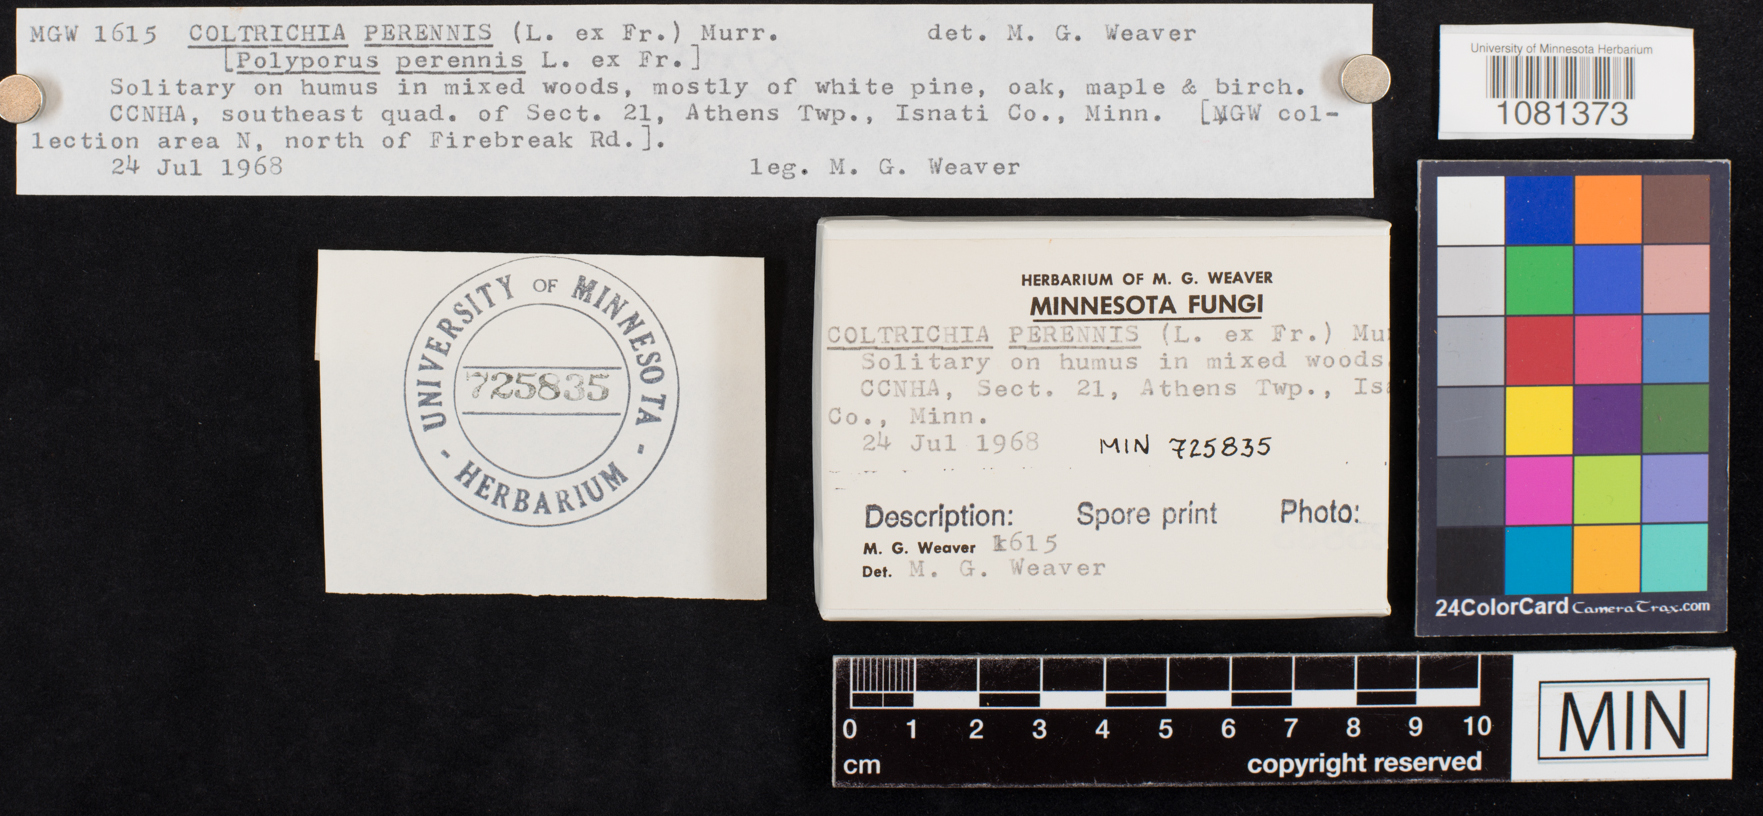 MGW 1615 COLTRICHIA PERENNIS (L. ex Fr.) Murr. det. M. G. Weaver
[Polyporus perennis L. ex Fr.]
Solitary on humus in mixed woods, mostly of white pine, oak, maple & birch.
CCNHA, southeast quad. of Sect. 21, Athens Twp., Isnati Co., Minn. [MGW col-
lection area N, north of Firebreak Rd.].
24 Jul 1968 leg. M. G. Weaver
University of Minnesota Herbarium
1081373
UNIVERSITY OF MINNESOTA
725835
- HERBARIUM -
HERBARIUM OF M. G. WEAVER
MINNESOTA FUNGI
COLTRICHIA PERENNIS (L. ex Fr.) Mu
Solitary on humus in mixed woods
CCNHA, Sect. 21, Athens Twp., Is
Co., Minn.
24 Jul 1968 MIN 725835
Description: Spore print Photo:
M. G. Weaver 1615
Det. M. G. Weaver
24ColorCard CameraTrax.com
0 1 2 3 4 5 6 7 8 9 10
cm copyright reserved
MIN